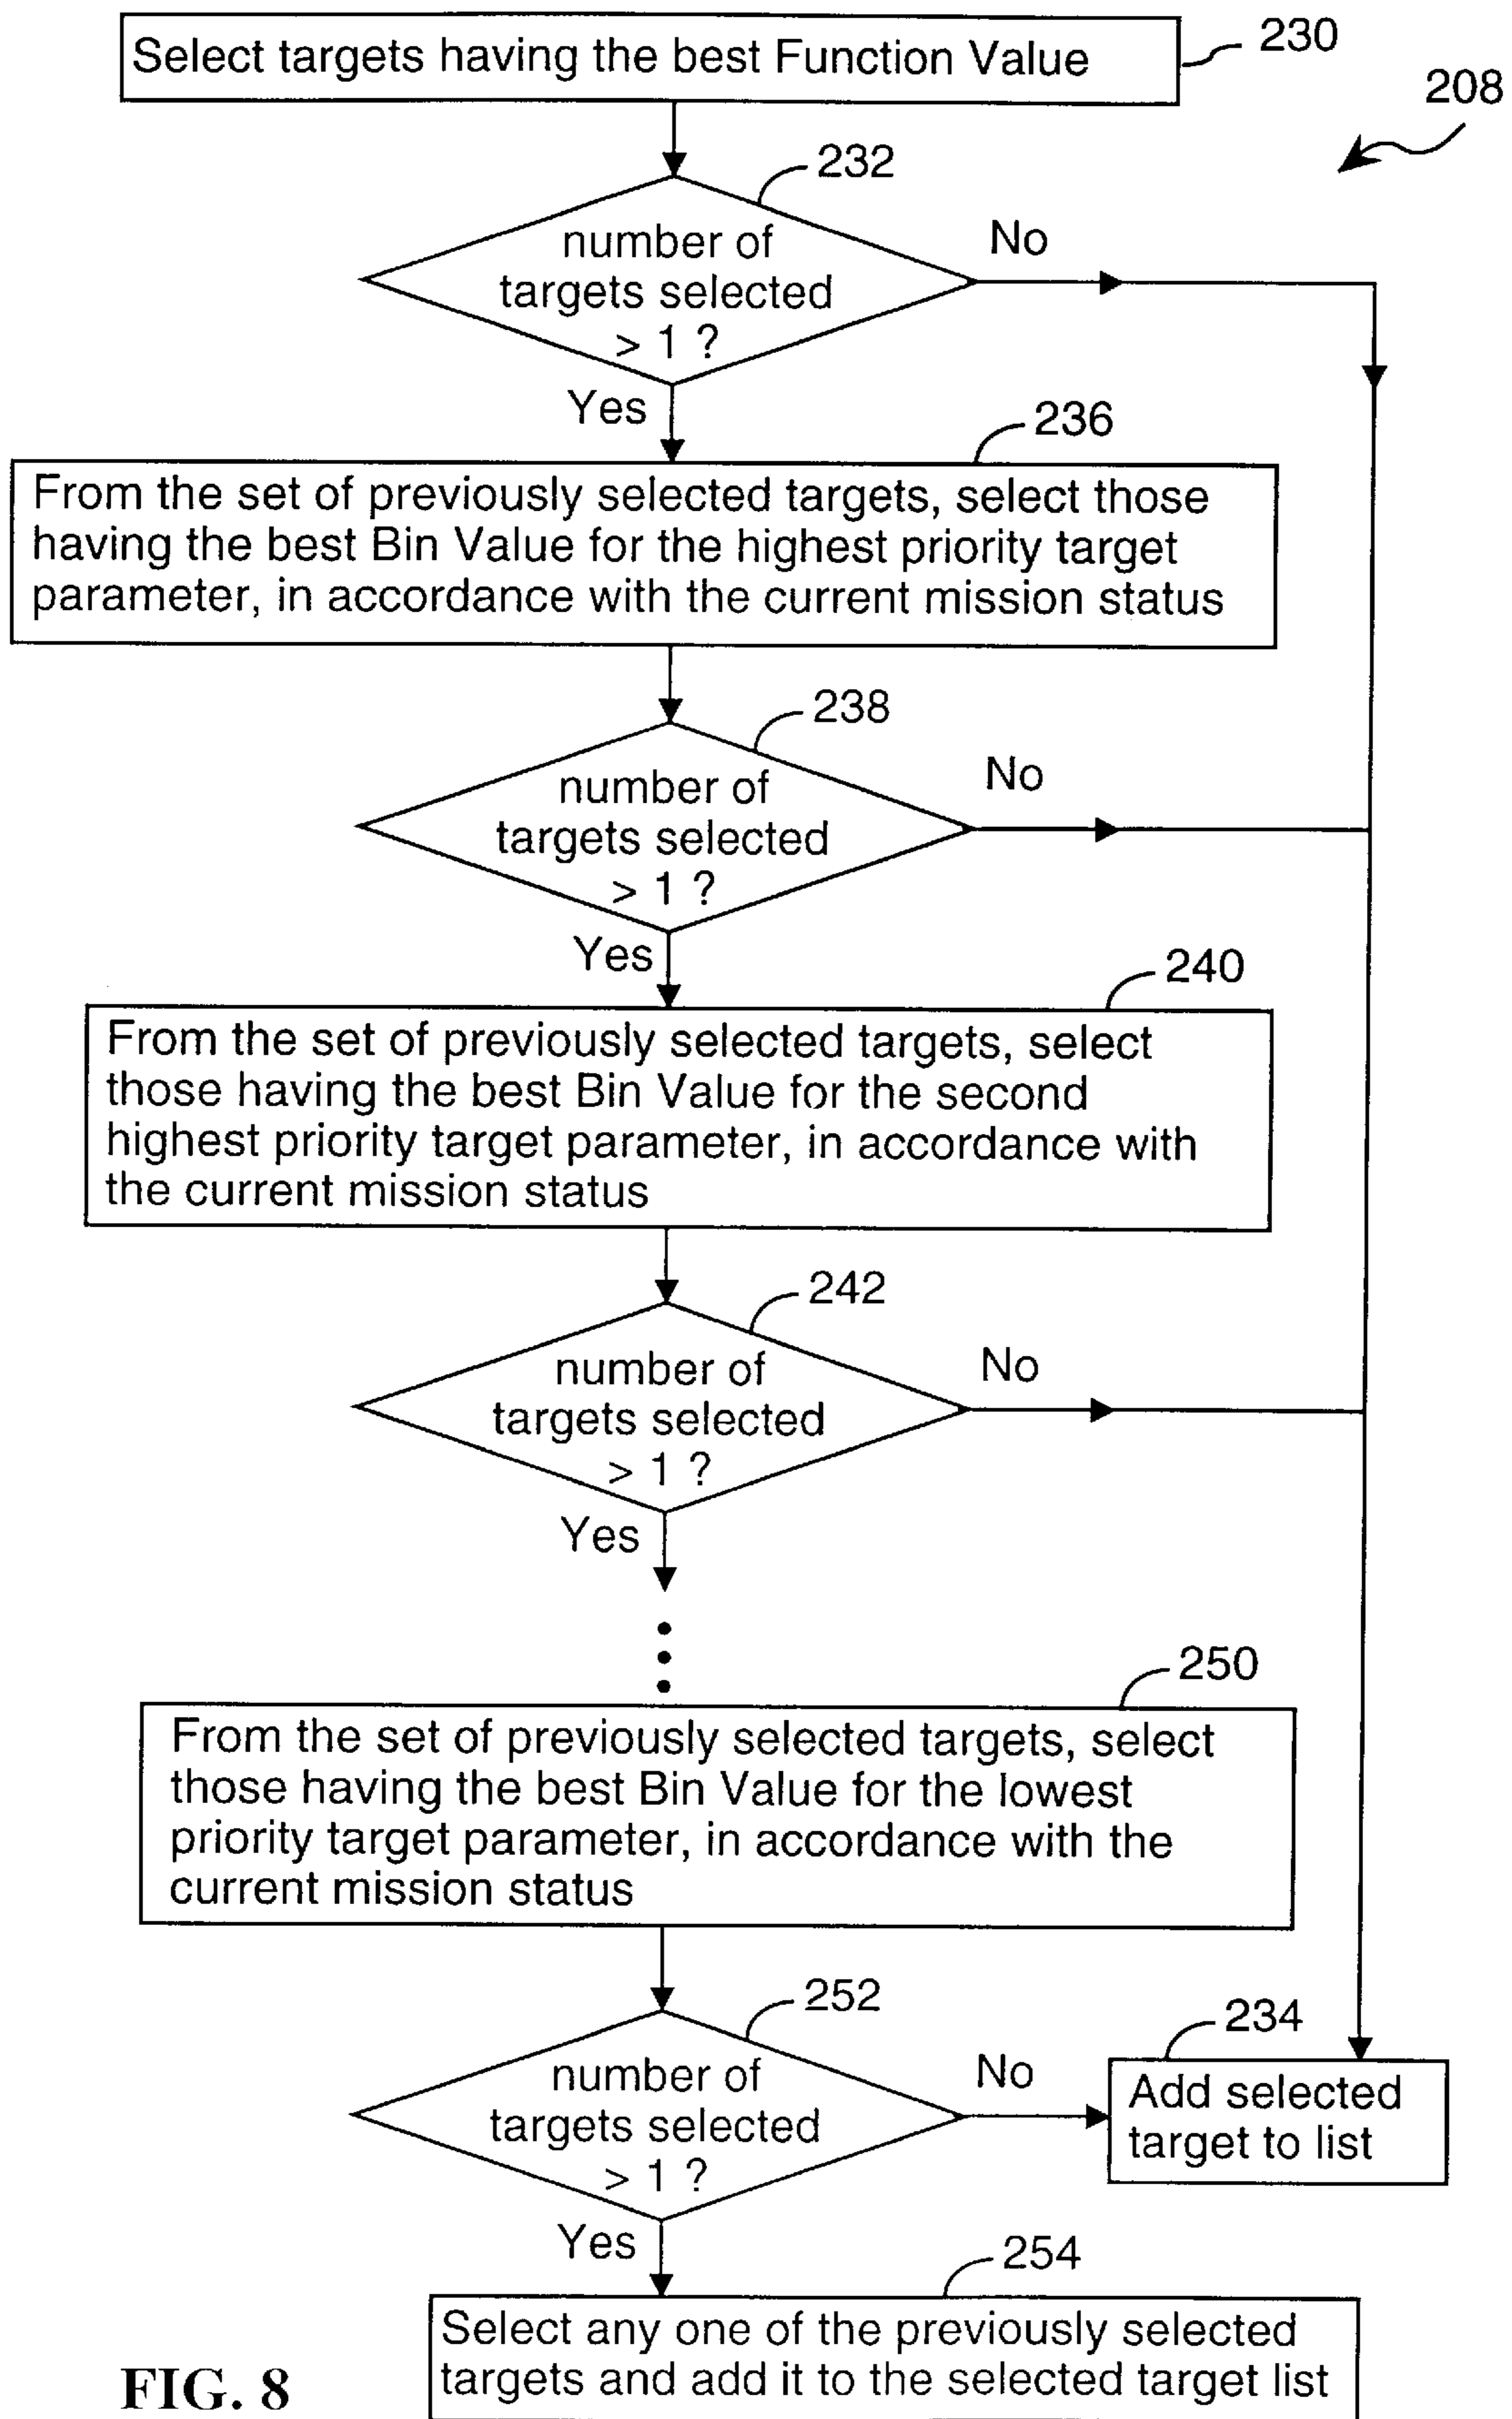 Select targets having the best Function Value
230
208
232
number of
targets selected
> 1 ?
No
Yes
236
From the set of previously selected targets, select those
having the best Bin Value for the highest priority target
parameter, in accordance with the current mission status
238
number of
targets selected
> 1 ?
No
Yes
240
From the set of previously selected targets, select
those having the best Bin Value for the second
highest priority target parameter, in accordance with
the current mission status
242
number of
targets selected
> 1 ?
No
Yes
250
From the set of previously selected targets, select
those having the best Bin Value for the lowest
priority target parameter, in accordance with the
current mission status
252
number of
targets selected
> 1 ?
No
234
Add selected
target to list
Yes
254
Select any one of the previously selected
targets and add it to the selected target list
FIG. 8